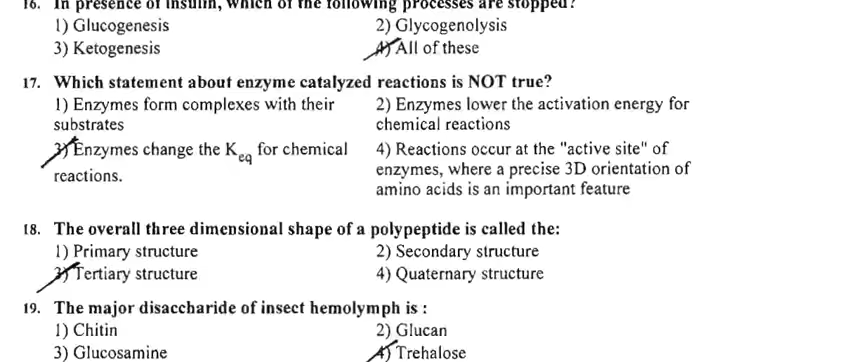 16. In presence of insulin, which of the following processes are stopped?
1) Glucogenesis 2) Glycogenolysis
3) Ketogenesis 4) All of these
17. Which statement about enzyme catalyzed reactions is NOT true?
1) Enzymes form complexes with their 2) Enzymes lower the activation energy for
substrates chemical reactions
3) Enzymes change the Keq for chemical 4) Reactions occur at the "active site" of
reactions. enzymes, where a precise 3D orientation of
amino acids is an important feature
18. The overall three dimensional shape of a polypeptide is called the:
1) Primary structure 2) Secondary structure
3) Tertiary structure 4) Quaternary structure
19. The major disaccharide of insect hemolymph is :
1) Chitin 2) Glucan
3) Glucosamine 4) Trehalose